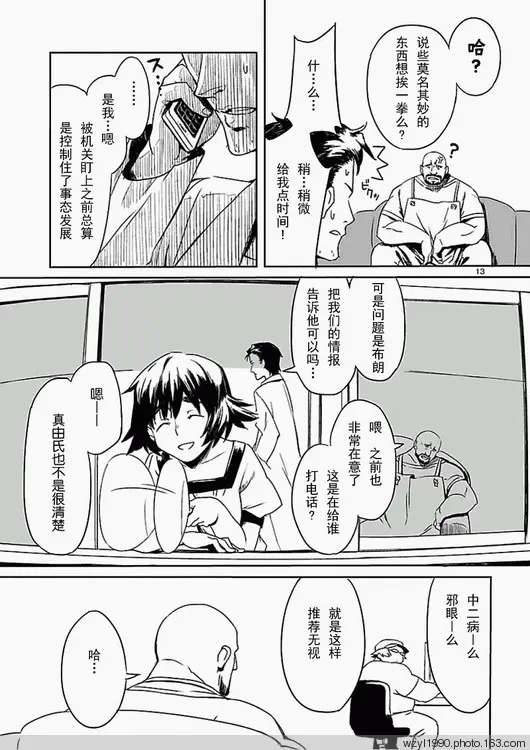 哈？
说些莫名其妙的
东西想挨一拳么？
什…么…
稍…稍微
给我点时间！
ス…
……
是我…嗯
被机关盯上之前总算
是控制住了事态发展
13
可是问题是布朗
把我们的情报
告诉他可以吗…
喂 之前也
非常在意了
这是在给谁
打电话？
嗯——
真由氏也不是很清楚
中二病——么
邪眼——么
就是这样
推荐无视
哈…
wzyl1990.photo.163.com